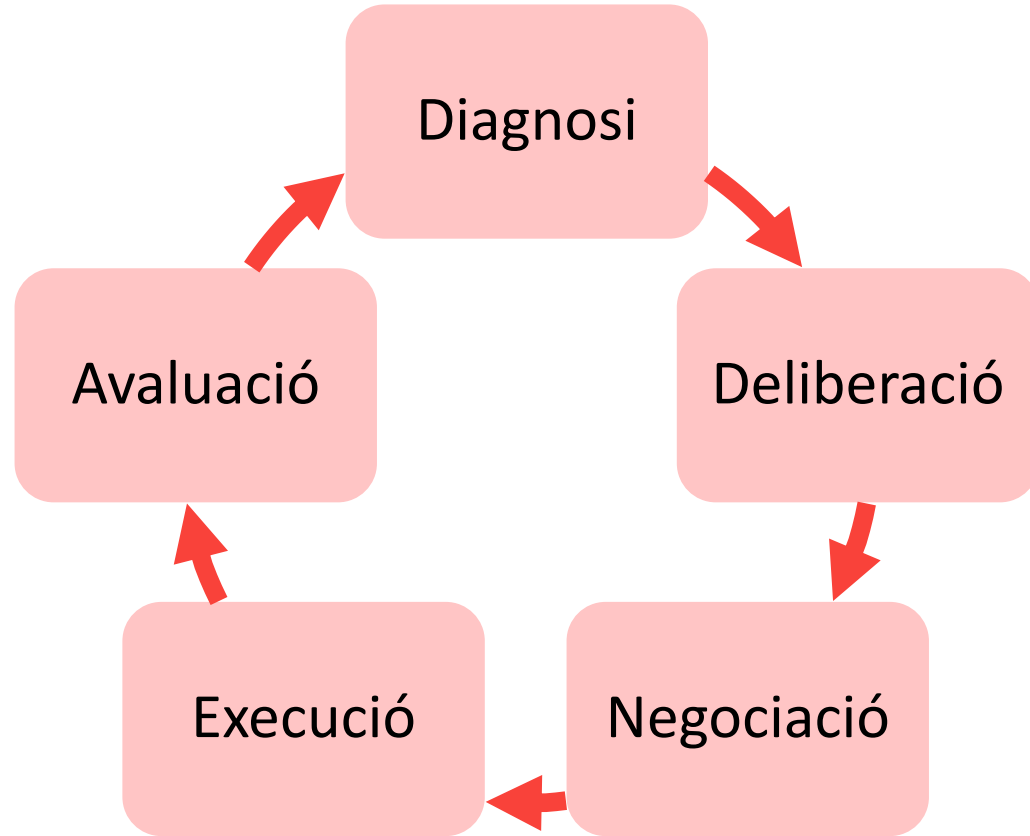 Diagnosi
Deliberació
Negociació
Execució
Avaluació